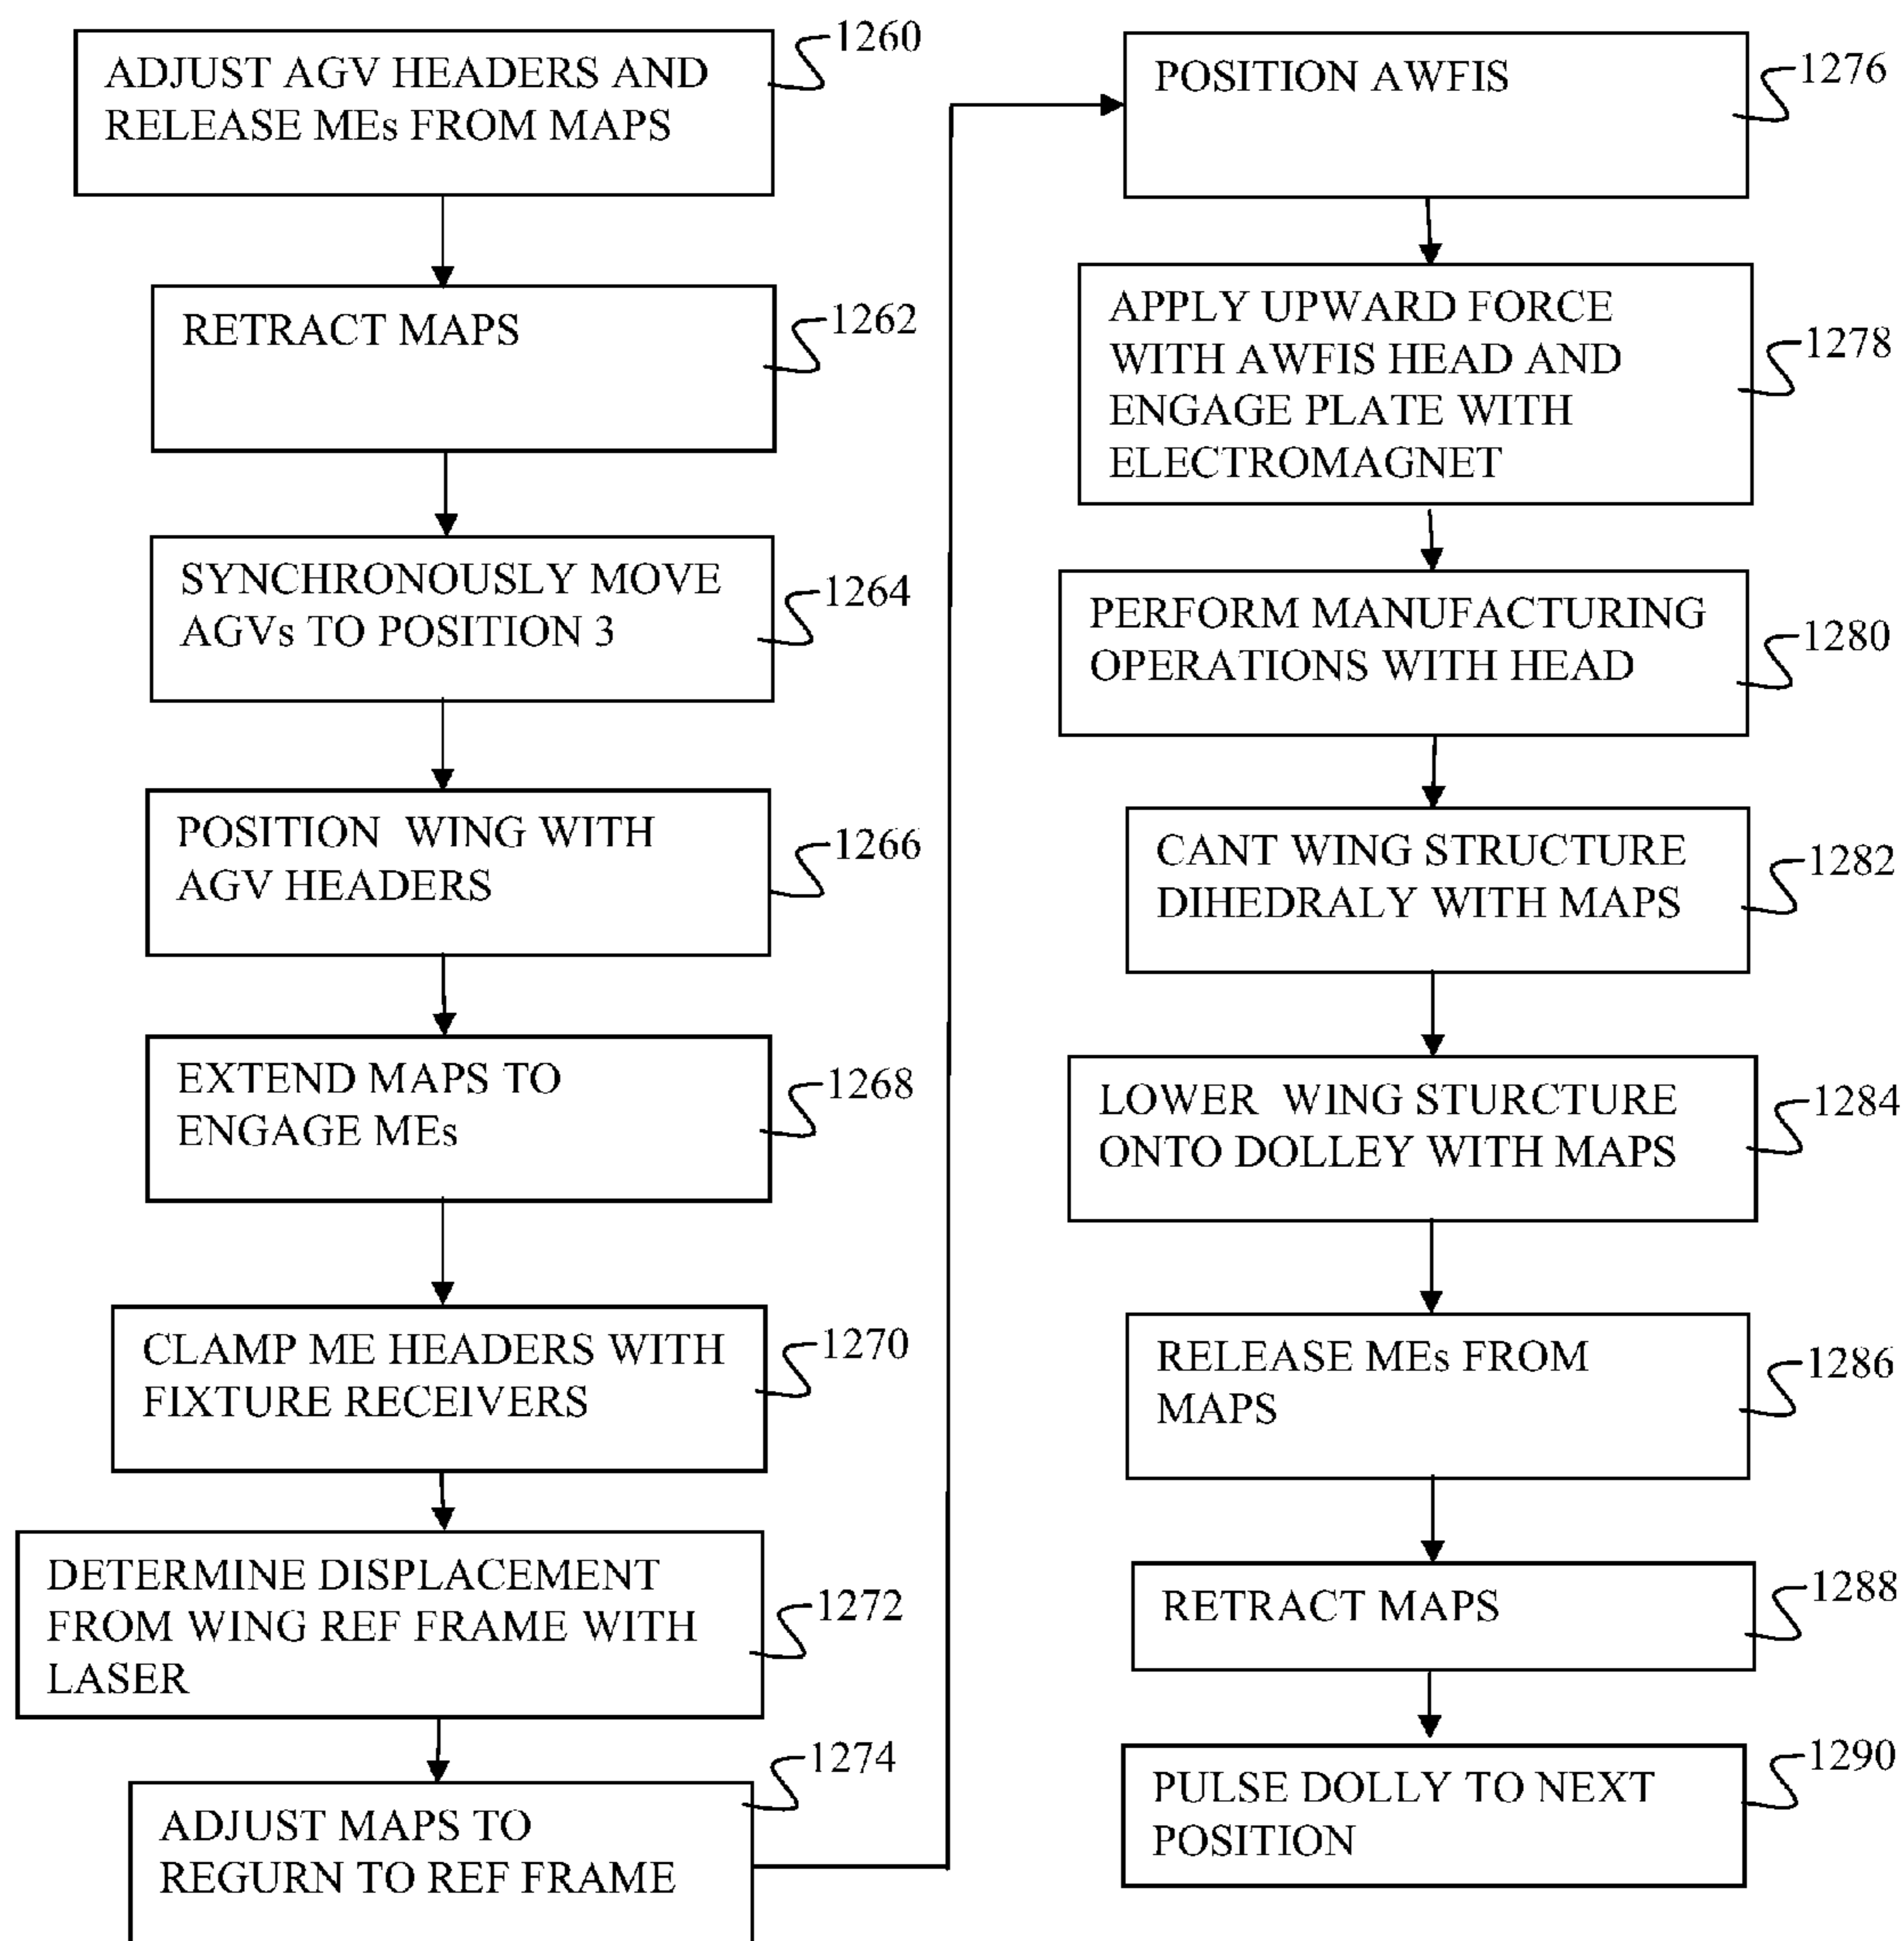 ADJUST AGV HEADERS AND
RELEASE MEs FROM MAPS
1260
RETRACT MAPS
1262
SYNCHRONOUSLY MOVE
AGVs TO POSITION 3
1264
POSITION WING WITH
AGV HEADERS
1266
EXTEND MAPS TO
ENGAGE MEs
1268
CLAMP ME HEADERS WITH
FIXTURE RECEIVERS
1270
DETERMINE DISPLACEMENT
FROM WING REF FRAME WITH
LASER
1272
ADJUST MAPS TO
REGURN TO REF FRAME
1274
POSITION AWFIS
1276
APPLY UPWARD FORCE
WITH AWFIS HEAD AND
ENGAGE PLATE WITH
ELECTROMAGNET
1278
PERFORM MANUFACTURING
OPERATIONS WITH HEAD
1280
CANT WING STRUCTURE
DIHEDRALY WITH MAPS
1282
LOWER WING STURCTURE
ONTO DOLLEY WITH MAPS
1284
RELEASE MEs FROM
MAPS
1286
RETRACT MAPS
1288
PULSE DOLLY TO NEXT
POSITION
1290